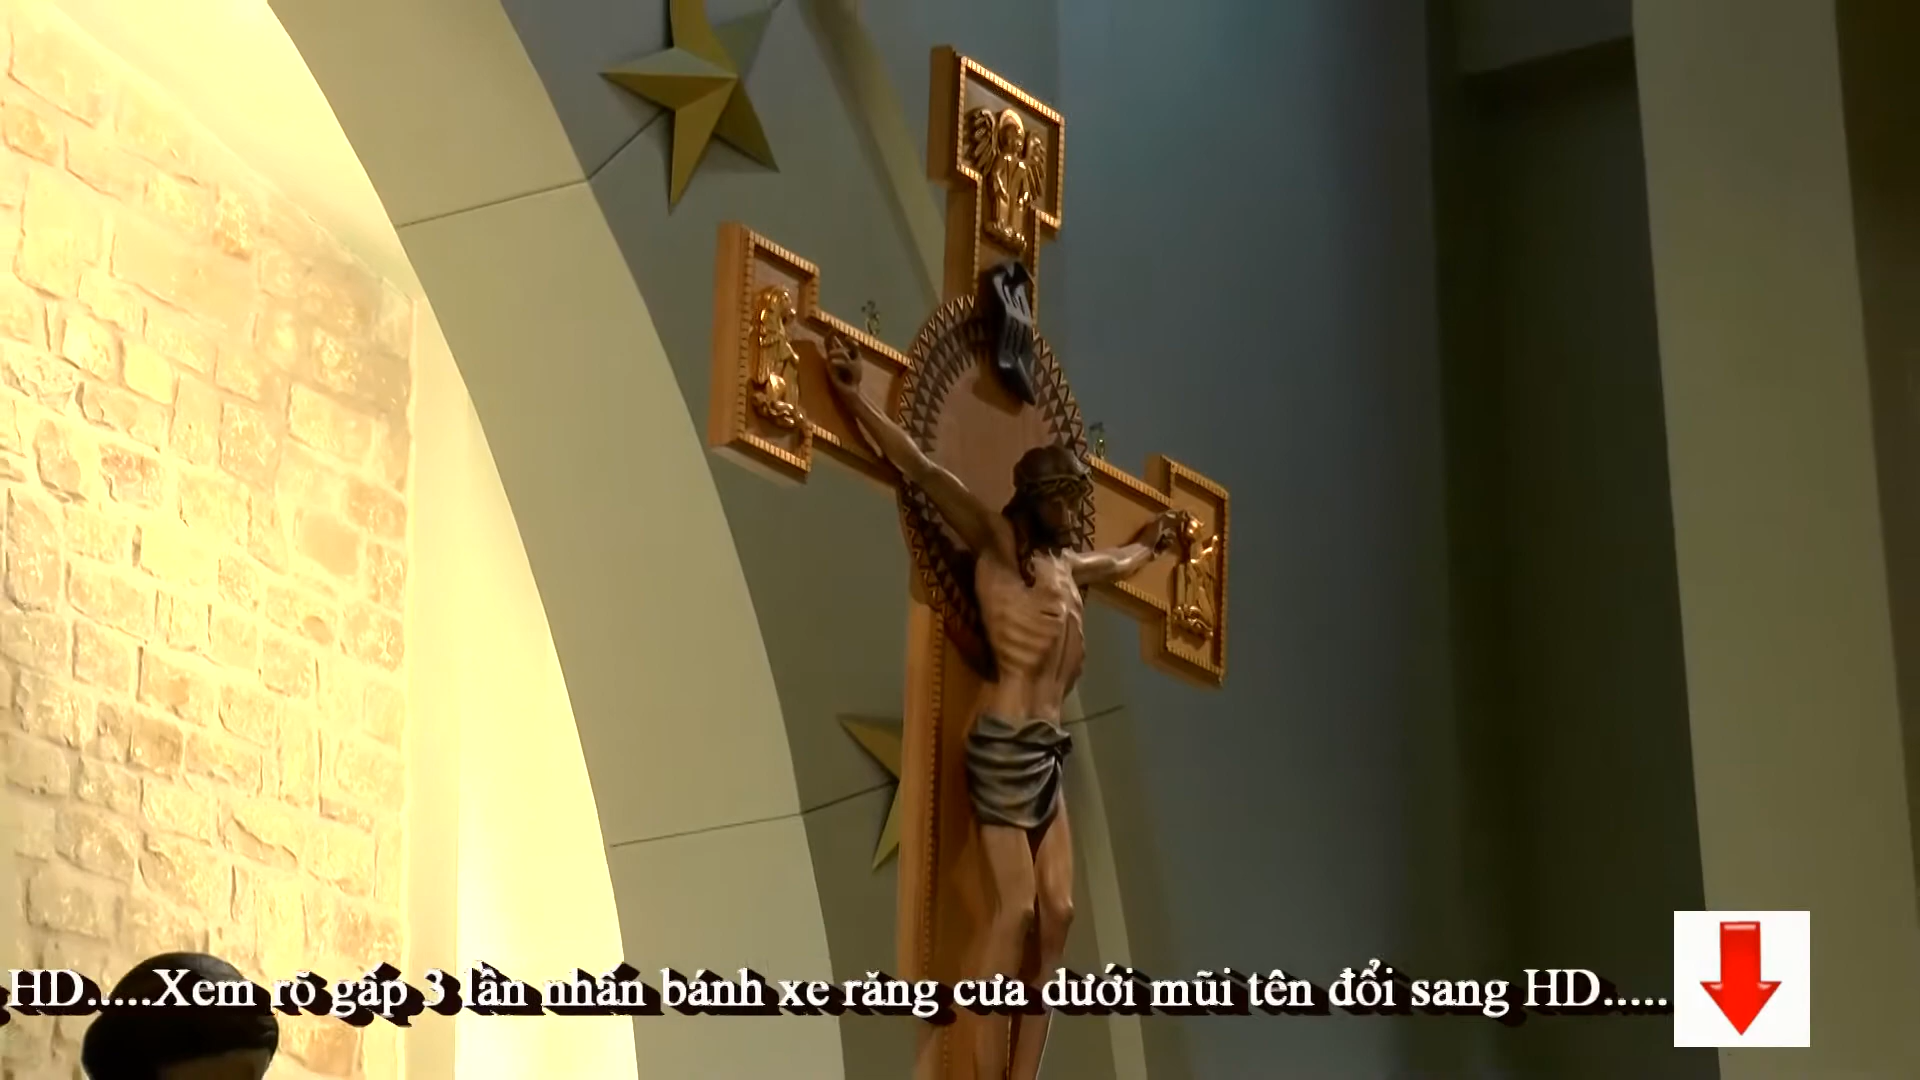 HD.....Xem rõ gấp 3 lần nhấn bánh xe răng cưa dưới mũi tên đổi sang HD.....